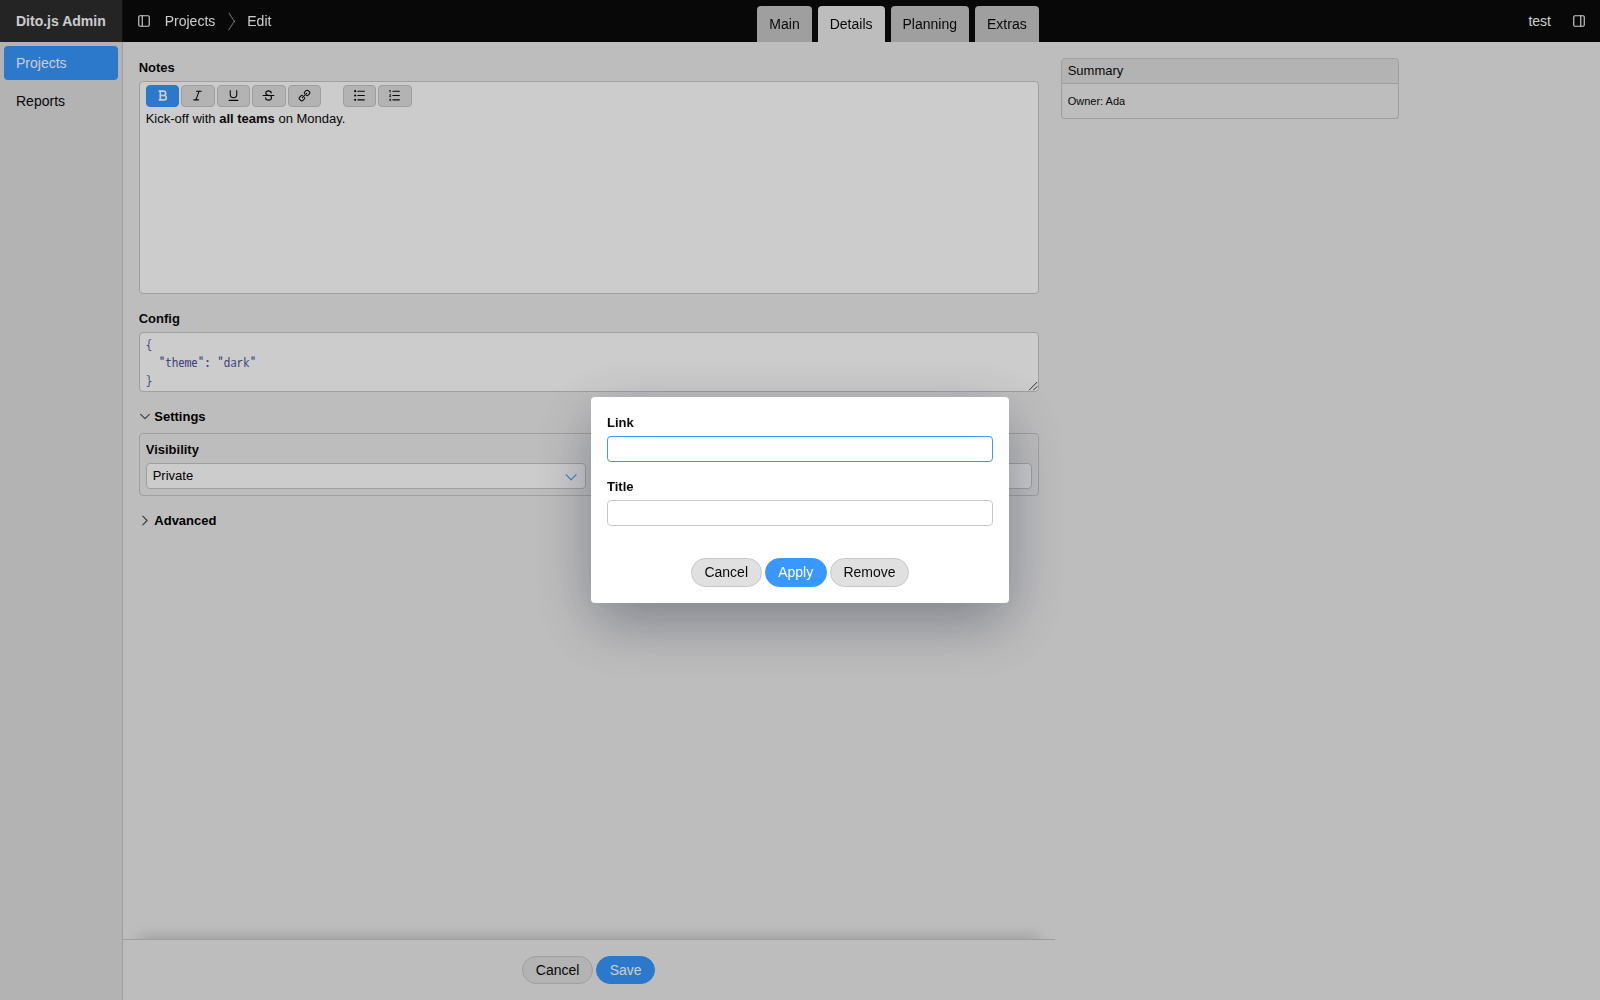 Dito.js Admin
Projects
Edit
Main
Details
Planning
Extras
test
Projects
Reports
Notes
Kick-off with all teams on Monday.
Config
{
"theme": "dark"
}
Settings
Visibility
Private
Advanced
Summary
Owner: Ada
Link
Title
Cancel
Apply
Remove
Cancel
Save